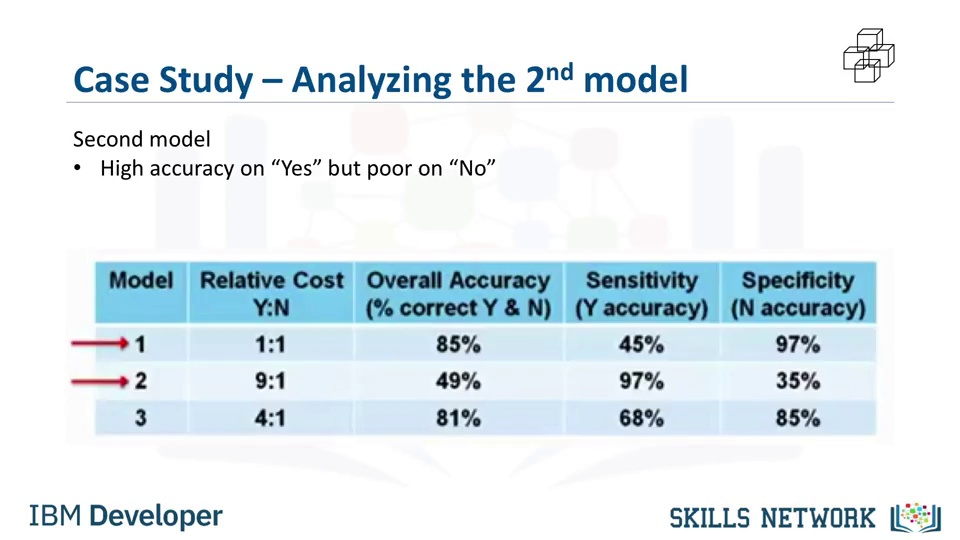 Case Study – Analyzing the 2nd model
Second model
• High accuracy on “Yes” but poor on “No”
Model Relative Cost Y:N Overall Accuracy (% correct Y & N) Sensitivity (Y accuracy) Specificity (N accuracy)
1 1:1 85% 45% 97%
2 9:1 49% 97% 35%
3 4:1 81% 68% 85%
IBM Developer
SKILLS NETWORK